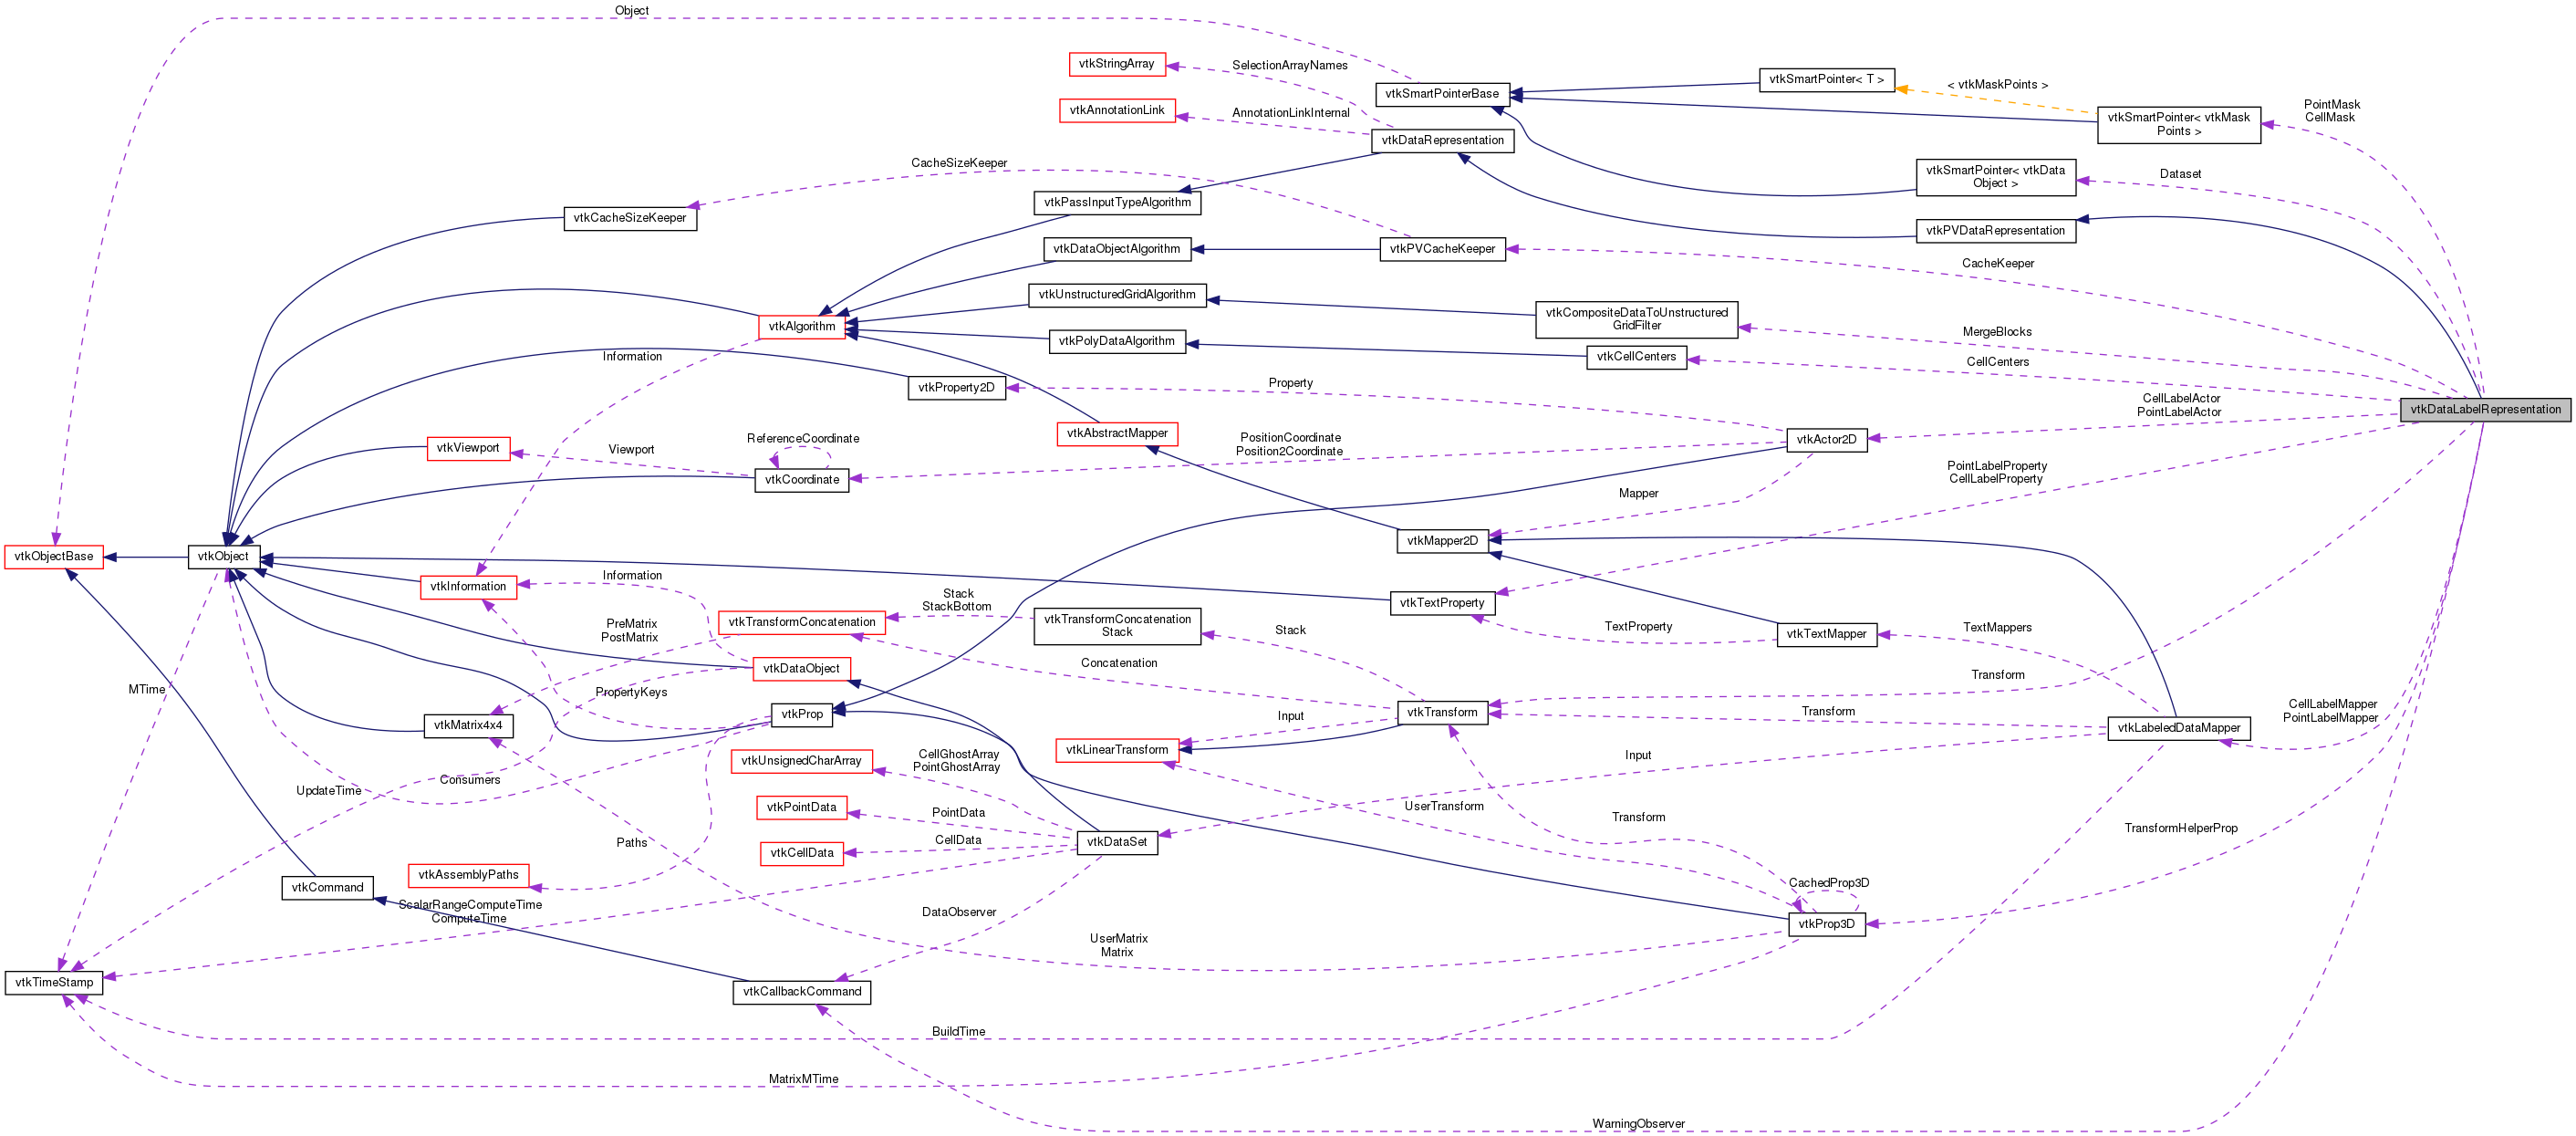 Object
vtkStringArray
SelectionArrayNames
vtkSmartPointerBase
vtkSmartPointer< T >
< vtkMaskPoints >
PointMask
CellMask
vtkAnnotationLink
AnnotationLinkInternal
vtkDataRepresentation
vtkSmartPointer< vtkMask
Points >
CacheSizeKeeper
vtkSmartPointer< vtkData
Object >
Dataset
vtkCacheSizeKeeper
vtkPassInputTypeAlgorithm
vtkPVDataRepresentation
vtkDataObjectAlgorithm
vtkPVCacheKeeper
CacheKeeper
vtkUnstructuredGridAlgorithm
vtkCompositeDataToUnstructured
GridFilter
MergeBlocks
vtkAlgorithm
vtkPolyDataAlgorithm
vtkCellCenters
CellCenters
Information
vtkProperty2D
Property
CellLabelActor
PointLabelActor
vtkDataLabelRepresentation
vtkViewport
Viewport
ReferenceCoordinate
vtkCoordinate
vtkAbstractMapper
PositionCoordinate
Position2Coordinate
vtkActor2D
PointLabelProperty
CellLabelProperty
Mapper
vtkObjectBase
vtkObject
vtkMapper2D
vtkInformation
Information
vtkTextProperty
Stack
StackBottom
PreMatrix
PostMatrix
vtkTransformConcatenation
vtkTransformConcatenation
Stack
Stack
TextProperty
vtkTextMapper
TextMappers
vtkDataObject
Concatenation
Transform
MTime
PropertyKeys
vtkMatrix4x4
vtkProp
Input
vtkTransform
Transform
vtkLabeledDataMapper
CellLabelMapper
PointLabelMapper
vtkLinearTransform
vtkUnsignedCharArray
CellGhostArray
PointGhostArray
Input
UpdateTime
Consumers
vtkPointData
PointData
UserTransform
Transform
TransformHelperProp
Paths
vtkCellData
CellData
vtkDataSet
vtkAssemblyPaths
vtkCommand
CachedProp3D
ScalarRangeComputeTime
ComputeTime
DataObserver
vtkProp3D
UserMatrix
Matrix
vtkTimeStamp
vtkCallbackCommand
BuildTime
MatrixMTime
WarningObserver